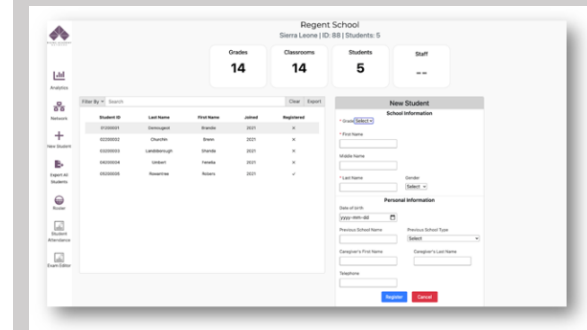 Regent School
Sierra Leone | ID: 88 | Students: 5
Grades
14
Classrooms
14
Students
5
Staff
--
Analytics
Network
New Student
Export All
Students
Roster
Student
Attendance
Exam Editor
Filter By
Search
Clear
Export
Student ID Last Name First Name Joined Registered
Brandie 2021 ×
Churchin 2021 ×
2021 ×
2021 ×
Rowantree 2021 ✓
New Student
School Information
* Grade Select
* First Name
Middle Name
* Last Name
Gender
Select
Personal Information
Date of birth
yyyy-mm-dd
Previous School Name
Previous School Type
Select
Caregiver's First Name
Caregiver's Last Name
Telephone
Register
Cancel